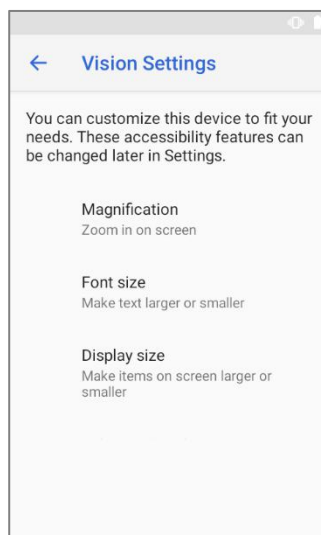 Vision Settings
You can customize this device to fit your
needs. These accessibility features can
be changed later in Settings.
Magnification
Zoom in on screen
Font size
Make text larger or smaller
Display size
Make items on screen larger or
smaller